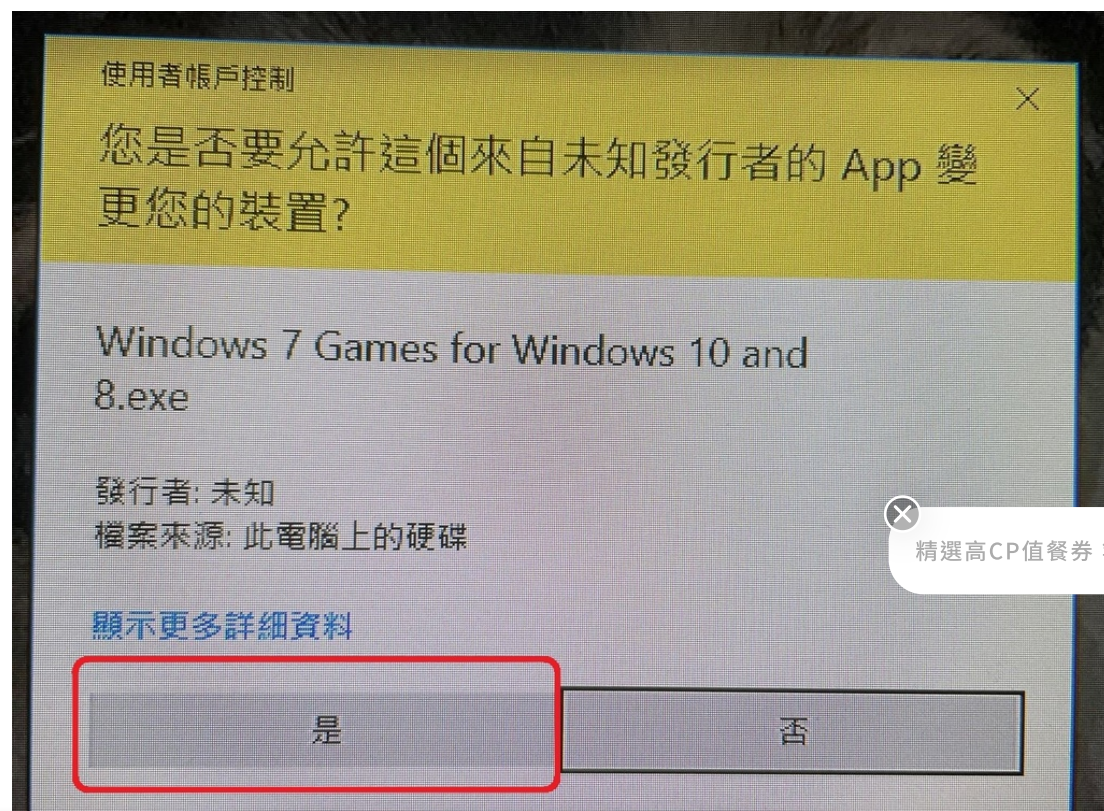 使用者帳戶控制
您是否要允許這個來自未知發行者的 App 變
更您的裝置?
Windows 7 Games for Windows 10 and
8.exe
發行者: 未知
檔案來源: 此電腦上的硬碟
精選高CP值餐券
顯示更多詳細資料
是
否